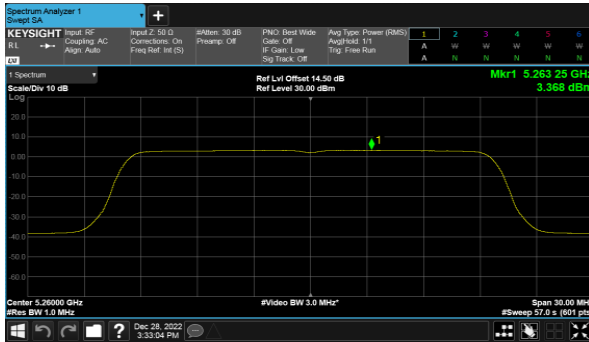 Spectrum Analyzer 1
Swept SA
+
KEYSIGHT Input: RF
RL
Coupling: AC
Align: Auto
Input Z: 50 Ω
Corrections: On
Freq Ref: Int (S)
#Atten: 30 dB
Preamp: Off
PNO: Best Wide
Gate: Off
IF Gain: Low
Sig Track: Off
Avg Type: Power (RMS)
Avg|Hold: 1/1
Trig: Free Run
1 2 3 4 5 6
A W W W W W
A N N N N N
LXI
1 Spectrum
Scale/Div 10 dB
Ref Lvl Offset 14.50 dB
Ref Level 30.00 dBm
Mkr1 5.263 25 GHz
3.368 dBm
Log
20.0
10.0
0.00
-10.0
-20.0
-30.0
-40.0
-50.0
-60.0
1
Center 5.26000 GHz
#Res BW 1.0 MHz
#Video BW 3.0 MHz*
Span 30.00 MH
#Sweep 57.0 s (601 pts
?
Dec 28, 2022
3:33:04 PM